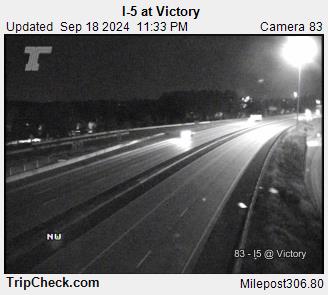 I-5 at Victory
Updated  Sep 18 2024  11:33 PM
Camera 83
T
NW
83 - I5 @ Victory
TripCheck.com
Milepost306.80